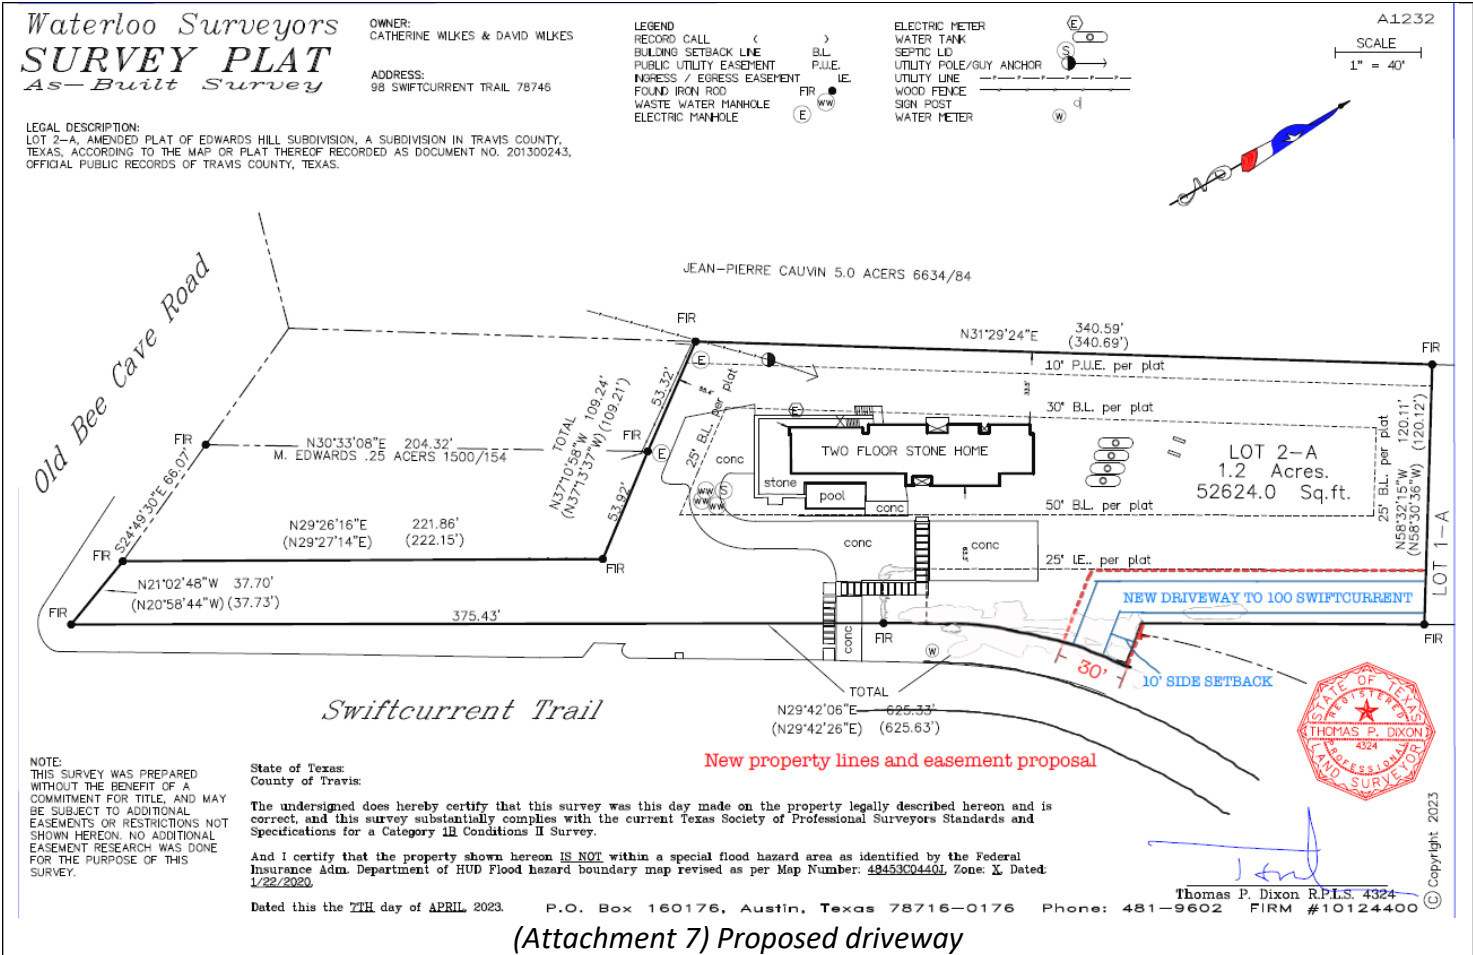 Waterloo Surveyors
SURVEY PLAT
As-Built Survey
OWNER:
CATHERINE WILKES & DAVID WILKES
ADDRESS:
98 SWIFTCURRENT TRAIL 78746
LEGAL DESCRIPTION:
LOT 2-A, AMENDED PLAT OF EDWARDS HILL SUBDIVISION, A SUBDIVISION IN TRAVIS COUNTY,
TEXAS, ACCORDING TO THE MAP OR PLAT THEREOF RECORDED AS DOCUMENT NO. 201300243,
OFFICIAL PUBLIC RECORDS OF TRAVIS COUNTY, TEXAS.
LEGEND
RECORD CALL ( )
BUILDING SETBACK LINE B.L.
PUBLIC UTILITY EASEMENT P.U.E.
INGRESS / EGRESS EASEMENT I.E.
FOUND IRON ROD FIR
WASTE WATER MANHOLE WW
ELECTRIC MANHOLE E
ELECTRIC METER E
WATER TANK
SEPTIC LID S
UTILITY POLE/GUY ANCHOR
UTILITY LINE P P P P
WOOD FENCE
SIGN POST
WATER METER W
A1232
SCALE
1" = 40'
Old Bee Cave Road
JEAN-PIERRE CAUVIN 5.0 ACERS 6634/84
FIR
N31°29'24"E 340.59'
(340.69')
FIR
10' P.U.E. per plat
E
53.32'
25' B.L. per plat
30' B.L. per plat
E
TOTAL
N37°10'58"W 109.24'
(N37°13'37"W) (109.21')
FIR
FIR
N30°33'08"E 204.32'
M. EDWARDS .25 ACERS 1500/154
E
S24°49'30"E 66.07'
53.92'
conc
TWO FLOOR STONE HOME
stone
pool
conc
WW
S
WW
WW
LOT 2-A
1.2 Acres.
52624.0 Sq.ft.
25' B.L. per plat
N58°32'15"W 120.11'
(N58°30'36"W) (120.12')
LOT 1-A
50' B.L. per plat
N29°26'16"E 221.86'
(N29°27'14"E) (222.15')
conc
conc
25' I.E.. per plat
FIR
FIR
N21°02'48"W 37.70'
(N20°58'44"W) (37.73')
FIR
375.43'
conc
FIR
W
NEW DRIVEWAY TO 100 SWIFTCURRENT
FIR
30'
10' SIDE SETBACK
Swiftcurrent Trail
TOTAL
N29°42'06"E 625.33'
(N29°42'26"E) (625.63')
New property lines and easement proposal
STATE OF TEXAS
REGISTERED
THOMAS P. DIXON
4324
PROFESSIONAL
LAND SURVEYOR
NOTE:
THIS SURVEY WAS PREPARED
WITHOUT THE BENEFIT OF A
COMMITMENT FOR TITLE, AND MAY
BE SUBJECT TO ADDITIONAL
EASEMENTS OR RESTRICTIONS NOT
SHOWN HEREON. NO ADDITIONAL
EASEMENT RESEARCH WAS DONE
FOR THE PURPOSE OF THIS
SURVEY.
State of Texas:
County of Travis:
The undersigned does hereby certify that this survey was this day made on the property legally described hereon and is
correct, and this survey substantially complies with the current Texas Society of Professional Surveyors Standards and
Specifications for a Category 1B Conditions II Survey.
And I certify that the property shown hereon IS NOT within a special flood hazard area as identified by the Federal
Insurance Adm. Department of HUD Flood hazard boundary map revised as per Map Number: 48453C0440J, Zone: X, Dated:
1/22/2020.
Dated this the 7TH day of APRIL, 2023.
P.O. Box 160176, Austin, Texas 78716-0176 Phone: 481-9602 FIRM #10124400
Thomas P. Dixon R.P.L.S. 4324
© Copyright 2023
(Attachment 7) Proposed driveway